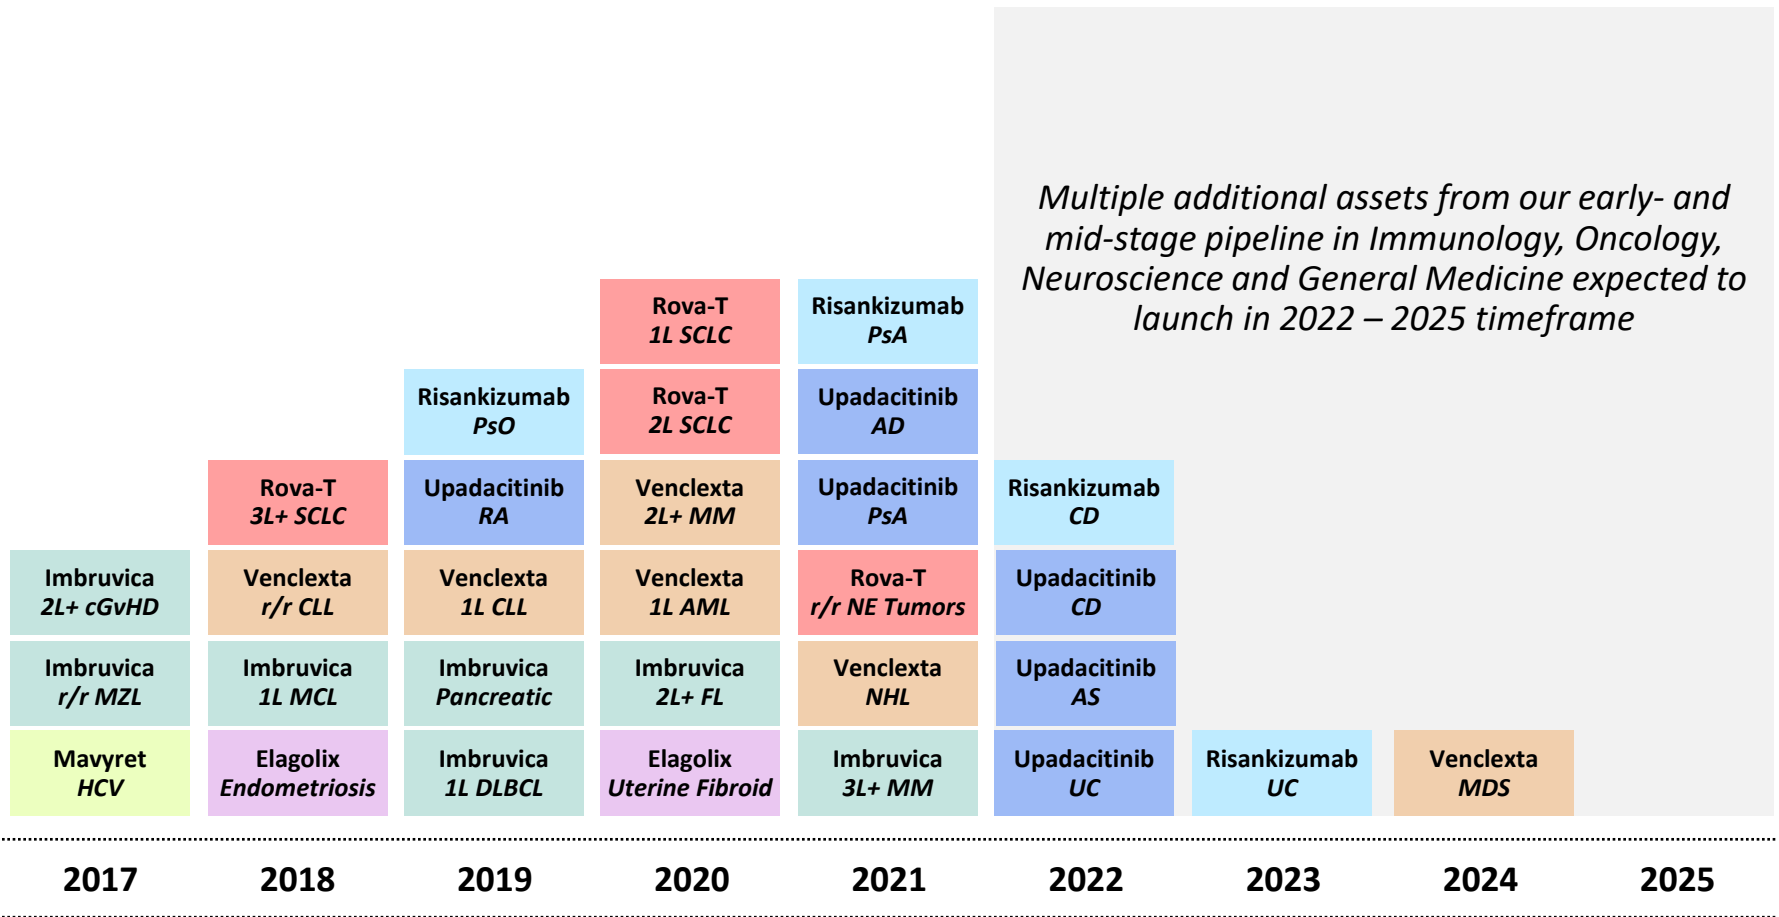 Multiple additional assets from our early- and
mid-stage pipeline in Immunology, Oncology,
Neuroscience and General Medicine expected to
launch in 2022 – 2025 timeframe
Imbruvica
2L+ cGvHD
Imbruvica
r/r MZL
Mavyret
HCV
Rova-T
3L+ SCLC
Venclexta
r/r CLL
Imbruvica
1L MCL
Elagolix
Endometriosis
Risankizumab
PsO
Upadacitinib
RA
Venclexta
1L CLL
Imbruvica
Pancreatic
Imbruvica
1L DLBCL
Rova-T
1L SCLC
Rova-T
2L SCLC
Venclexta
2L+ MM
Venclexta
1L AML
Imbruvica
2L+ FL
Elagolix
Uterine Fibroid
Risankizumab
PsA
Upadacitinib
AD
Upadacitinib
PsA
Rova-T
r/r NE Tumors
Venclexta
NHL
Imbruvica
3L+ MM
Risankizumab
CD
Upadacitinib
CD
Upadacitinib
AS
Upadacitinib
UC
Risankizumab
UC
Venclexta
MDS
2017 2018 2019 2020 2021 2022 2023 2024 2025